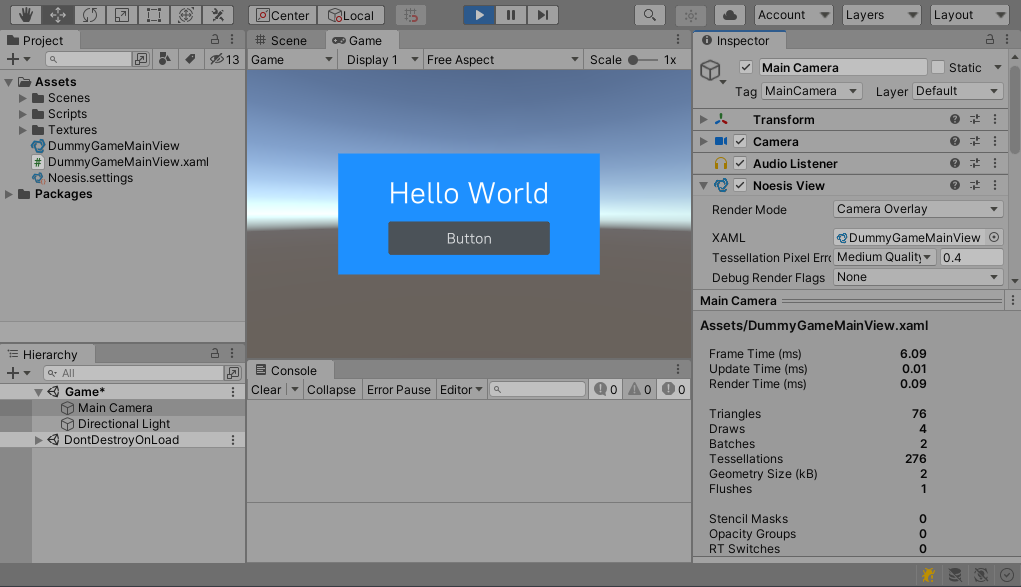 Center Local Account Layers Layout
Project
13
Assets
Scenes
Scripts
Textures
DummyGameMainView
DummyGameMainView.xaml
Noesis.settings
Packages
Hierarchy
All
Game*
Main Camera
Directional Light
DontDestroyOnLoad
Scene Game
Game Display 1 Free Aspect Scale 1x
Hello World
Button
Console
Clear Collapse Error Pause Editor 0 0 0
Inspector
Main Camera Static
Tag MainCamera Layer Default
Transform
Camera
Audio Listener
Noesis View
Render Mode Camera Overlay
XAML DummyGameMainView
Tessellation Pixel Erro Medium Quality 0.4
Debug Render Flags None
Main Camera
Assets/DummyGameMainView.xaml
Frame Time (ms) 6.09
Update Time (ms) 0.01
Render Time (ms) 0.09
Triangles 76
Draws 4
Batches 2
Tessellations 276
Geometry Size (kB) 2
Flushes 1
Stencil Masks 0
Opacity Groups 0
RT Switches 0